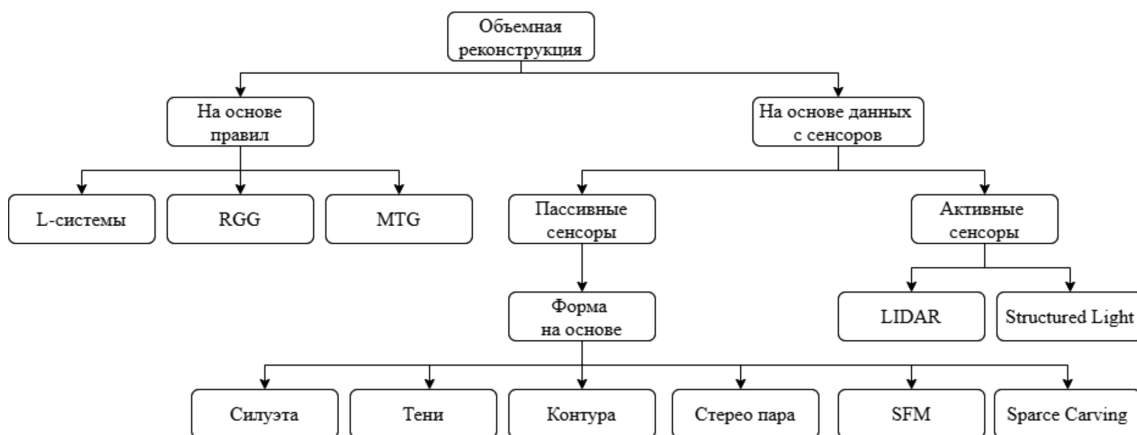 Объемная
реконструкция
На основе
правил
На основе данных
с сенсоров
L-системы
RGG
MTG
Пассивные
сенсоры
Активные
сенсоры
Форма
на основе
LIDAR
Structured Light
Силуэта
Тени
Контура
Стерео пара
SFM
Sparce Carving